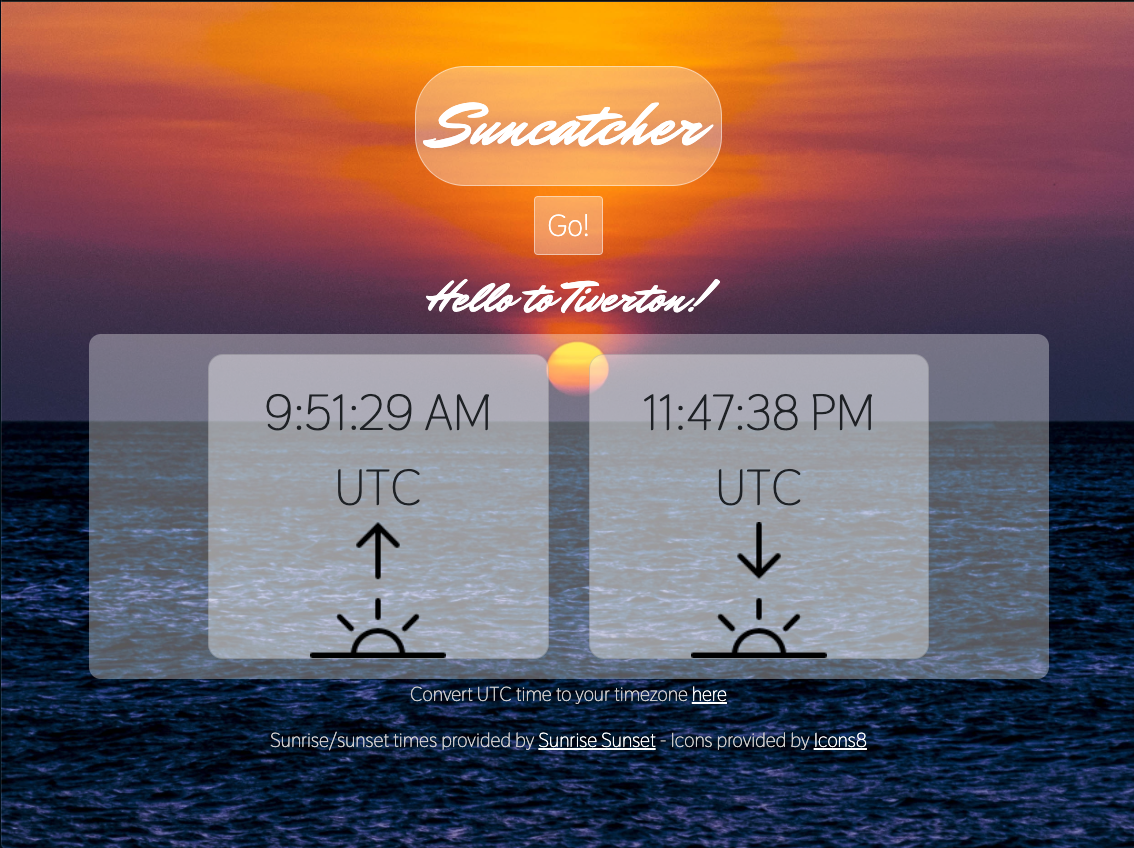 Suncatcher
Go!
Hello to Tiverton!
9:51:29 AM
UTC
11:47:38 PM
UTC
Convert UTC time to your timezone here
Sunrise/sunset times provided by Sunrise Sunset - Icons provided by Icons8